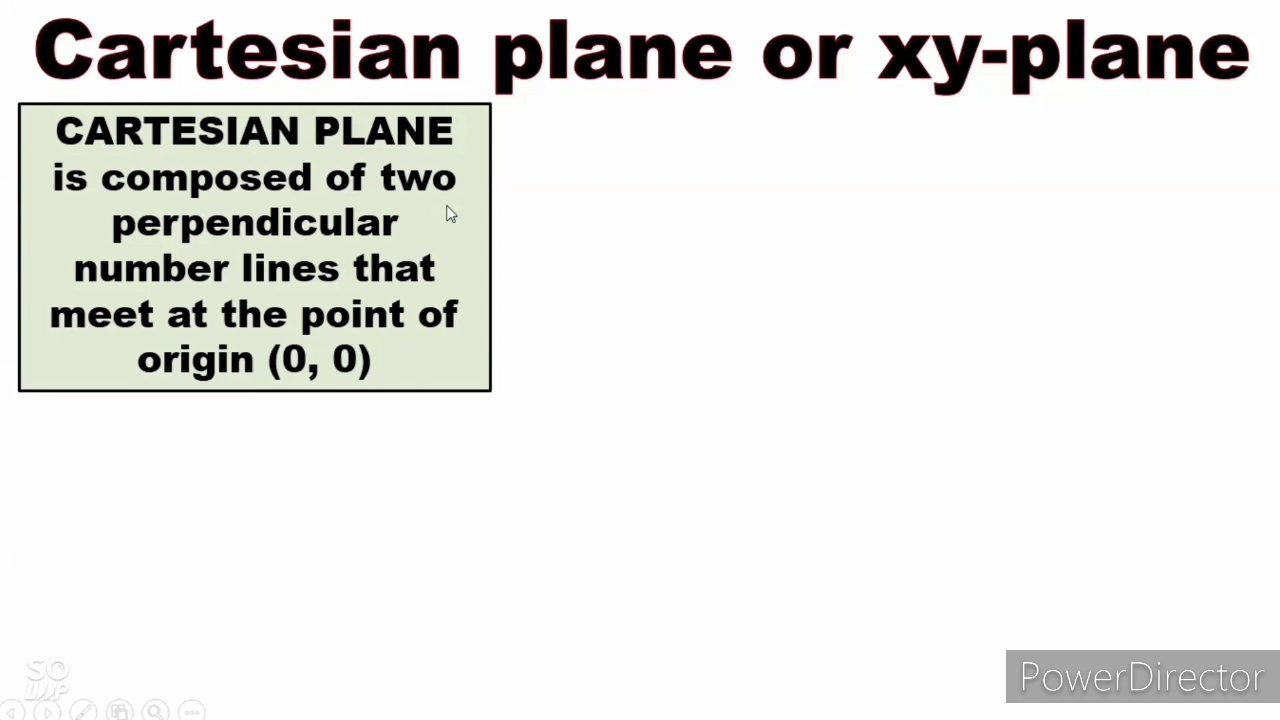 Cartesian plane or xy-plane
CARTESIAN PLANE
is composed of two
perpendicular
number lines that
meet at the point of
origin (0, 0)
SO
PowerDirector